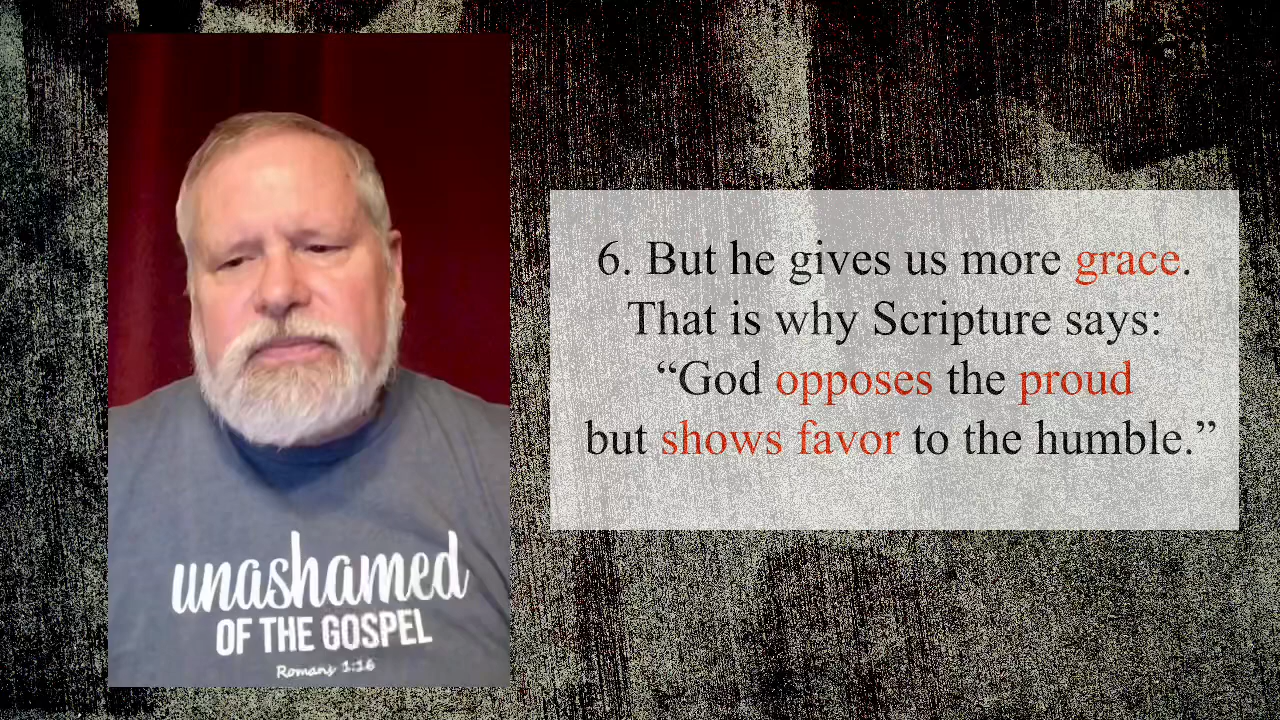 6. But he gives us more grace.
That is why Scripture says:
“God opposes the proud
but shows favor to the humble.”
unashamed
OF THE GOSPEL
Romans 1:16